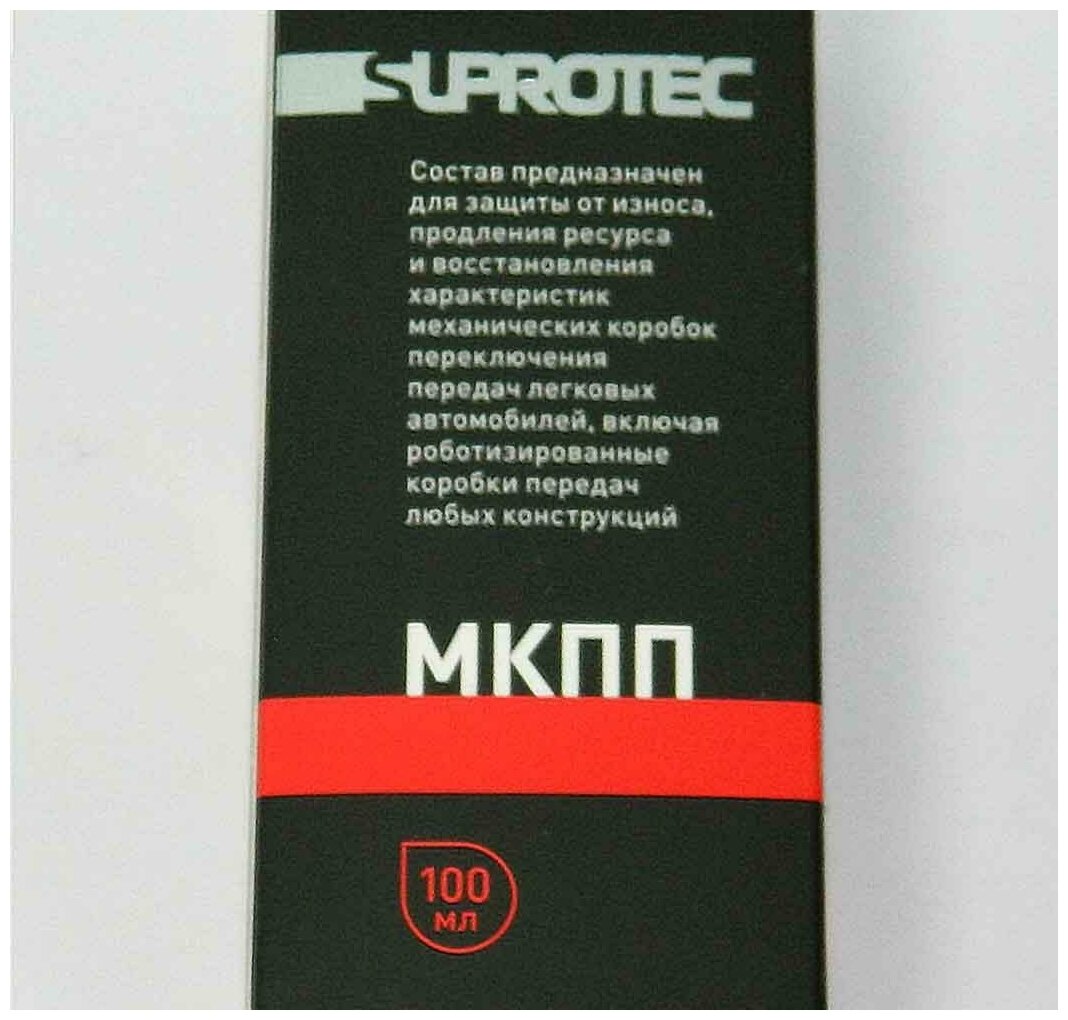 SUPROTEC
Состав предназначен
для защиты от износа,
продления ресурса
и восстановления
характеристик
механических коробок
переключения
передач легковых
автомобилей, включая
роботизированные
коробки передач
любых конструкций
МКПП
100
МЛ